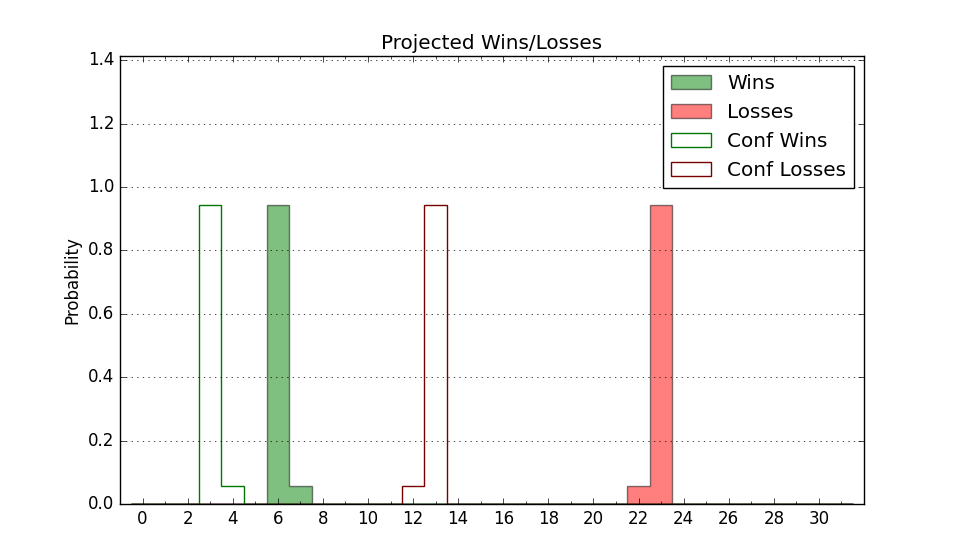 Projected Wins/Losses
1.4
1.2
1.0
0.8
0.6
0.4
0.2
0.0
Probability
Wins
Losses
Conf Wins
Conf Losses
0 2 4 6 8 10 12 14 16 18 20 22 24 26 28 30